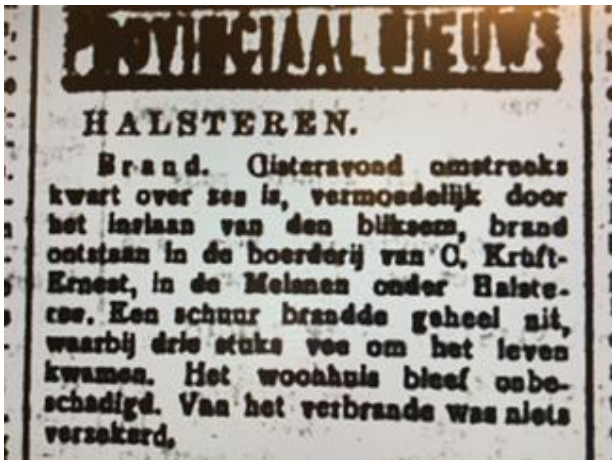 PROVINCIAAL NIEUWS
HALSTEREN.
Brand. Gisteravond omstreeks
kwart over zes is, vermoedelijk door
het inslaan van den bliksem, brand
ontstaan in de boerderij van C. Kruft-
Ernest, in de Melanen onder Halste-
ren. Een schuur brandde geheel uit,
waarbij drie stuks vee om het leven
kwamen. Het woonhuis bleef onbe-
schadigd. Van het verbrande was niets
verzekerd.